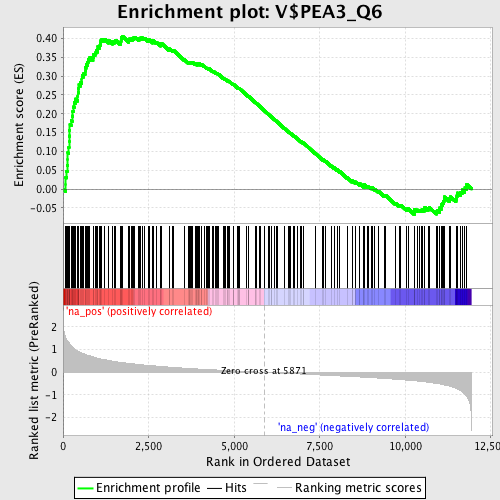 Enrichment plot: V$PEA3_Q6
Enrichment score (ES)
0.40
0.35
0.30
0.25
0.20
0.15
0.10
0.05
0.00
-0.05
'na_pos' (positively correlated)
Ranked list metric (PreRanked)
2
1
0
-1
-2
Zero cross at 5871
'na_neg' (negatively correlated)
0
2,500
5,000
7,500
10,000
12,500
Rank in Ordered Dataset
Enrichment profile
Hits
Ranking metric scores